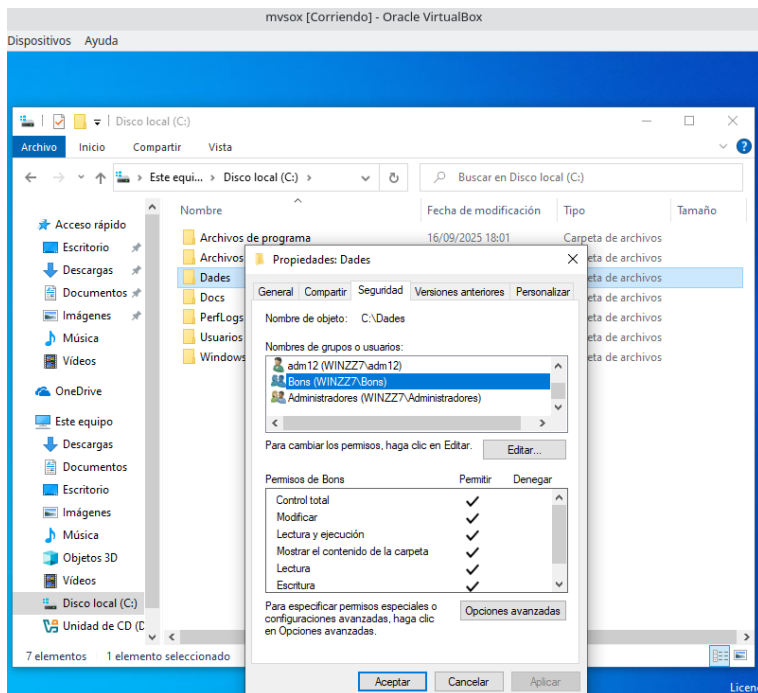 mvsox [Corriendo] - Oracle VirtualBox
Dispositivos Ayuda
Disco local (C:)
Archivo Inicio Compartir Vista
Este equi... > Disco local (C:) >
Buscar en Disco local (C:)
Nombre Fecha de modificación Tipo Tamaño
Acceso rápido
Escritorio
Descargas
Documentos
Imágenes
Música
Vídeos
OneDrive
Este equipo
Descargas
Documentos
Escritorio
Imágenes
Música
Objetos 3D
Vídeos
Disco local (C:)
Unidad de CD (D
Archivos de programa 16/09/2025 18:01 Carpeta de archivos
Archivos eta de archivos
Dades eta de archivos
Docs eta de archivos
PerfLogs eta de archivos
Usuarios eta de archivos
Windows eta de archivos
7 elementos 1 elemento seleccionado
Propiedades: Dades
General Compartir Seguridad Versiones anteriores Personalizar
Nombre de objeto: C:\Dades
Nombres de grupos o usuarios:
adm12 (WINZZ7\adm12)
Bons (WINZZ7\Bons)
Administradores (WINZZ7\Administradores)
Para cambiar los permisos, haga clic en Editar.
Editar...
Permisos de Bons Permitir Denegar
Control total
Modificar
Lectura y ejecución
Mostrar el contenido de la carpeta
Lectura
Escritura
Para especificar permisos especiales o
configuraciones avanzadas, haga clic
en Opciones avanzadas.
Opciones avanzadas
Aceptar Cancelar Aplicar
Licen